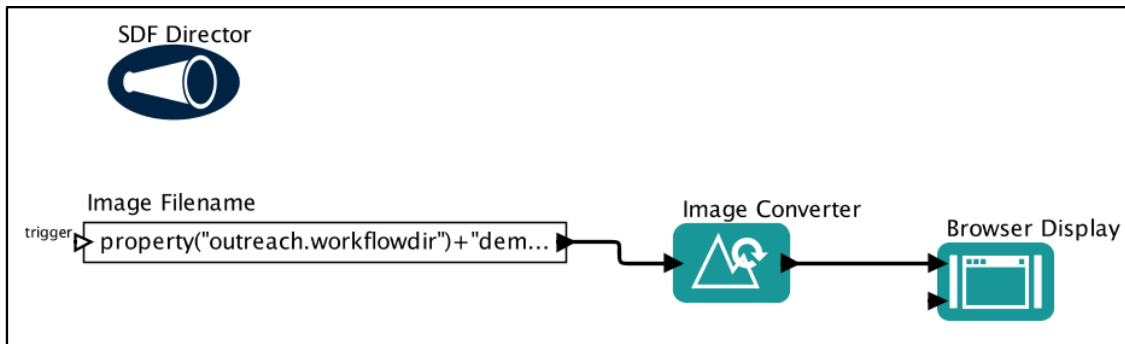 SDF Director
Image Filename
trigger
property("outreach.workflowdir")+"dem...
Image Converter
Browser Display